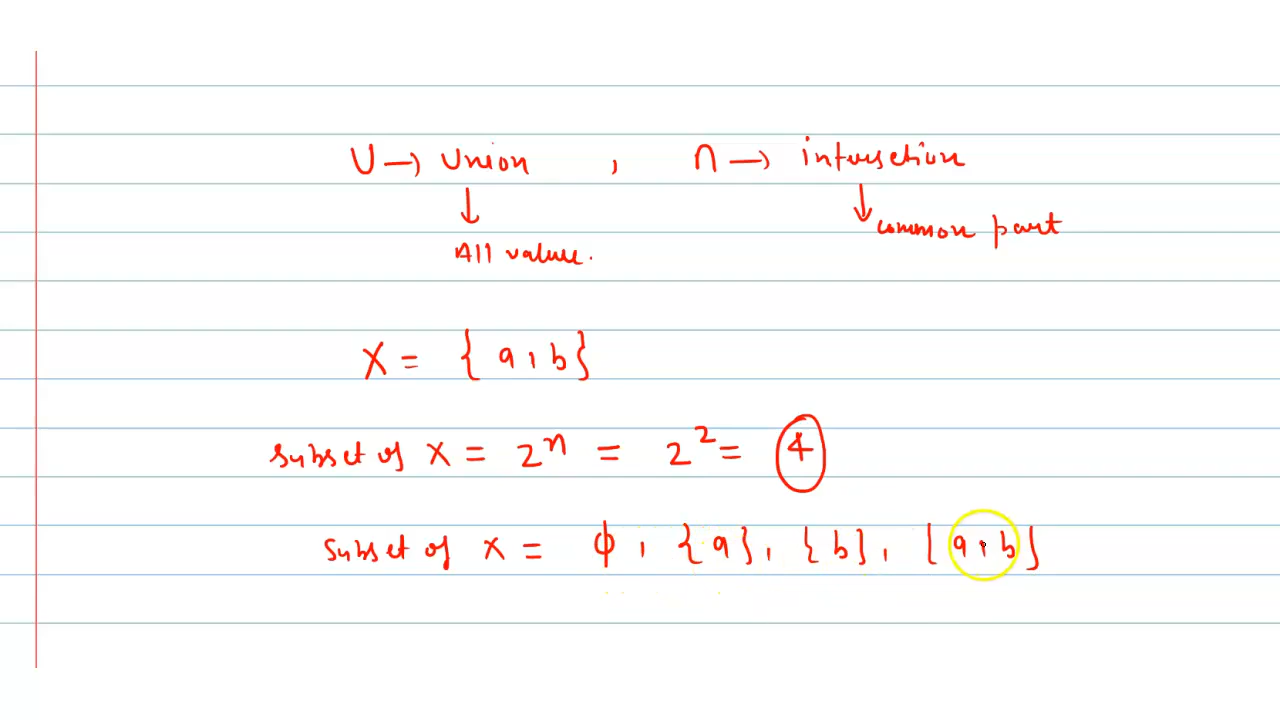 U → Union , ∩ → intersection
↓ ↓
common part
All value.
X = { a , b }
subset of X = 2ⁿ = 2² = 4
subset of X = ϕ , { a } , { b } , { a , b }